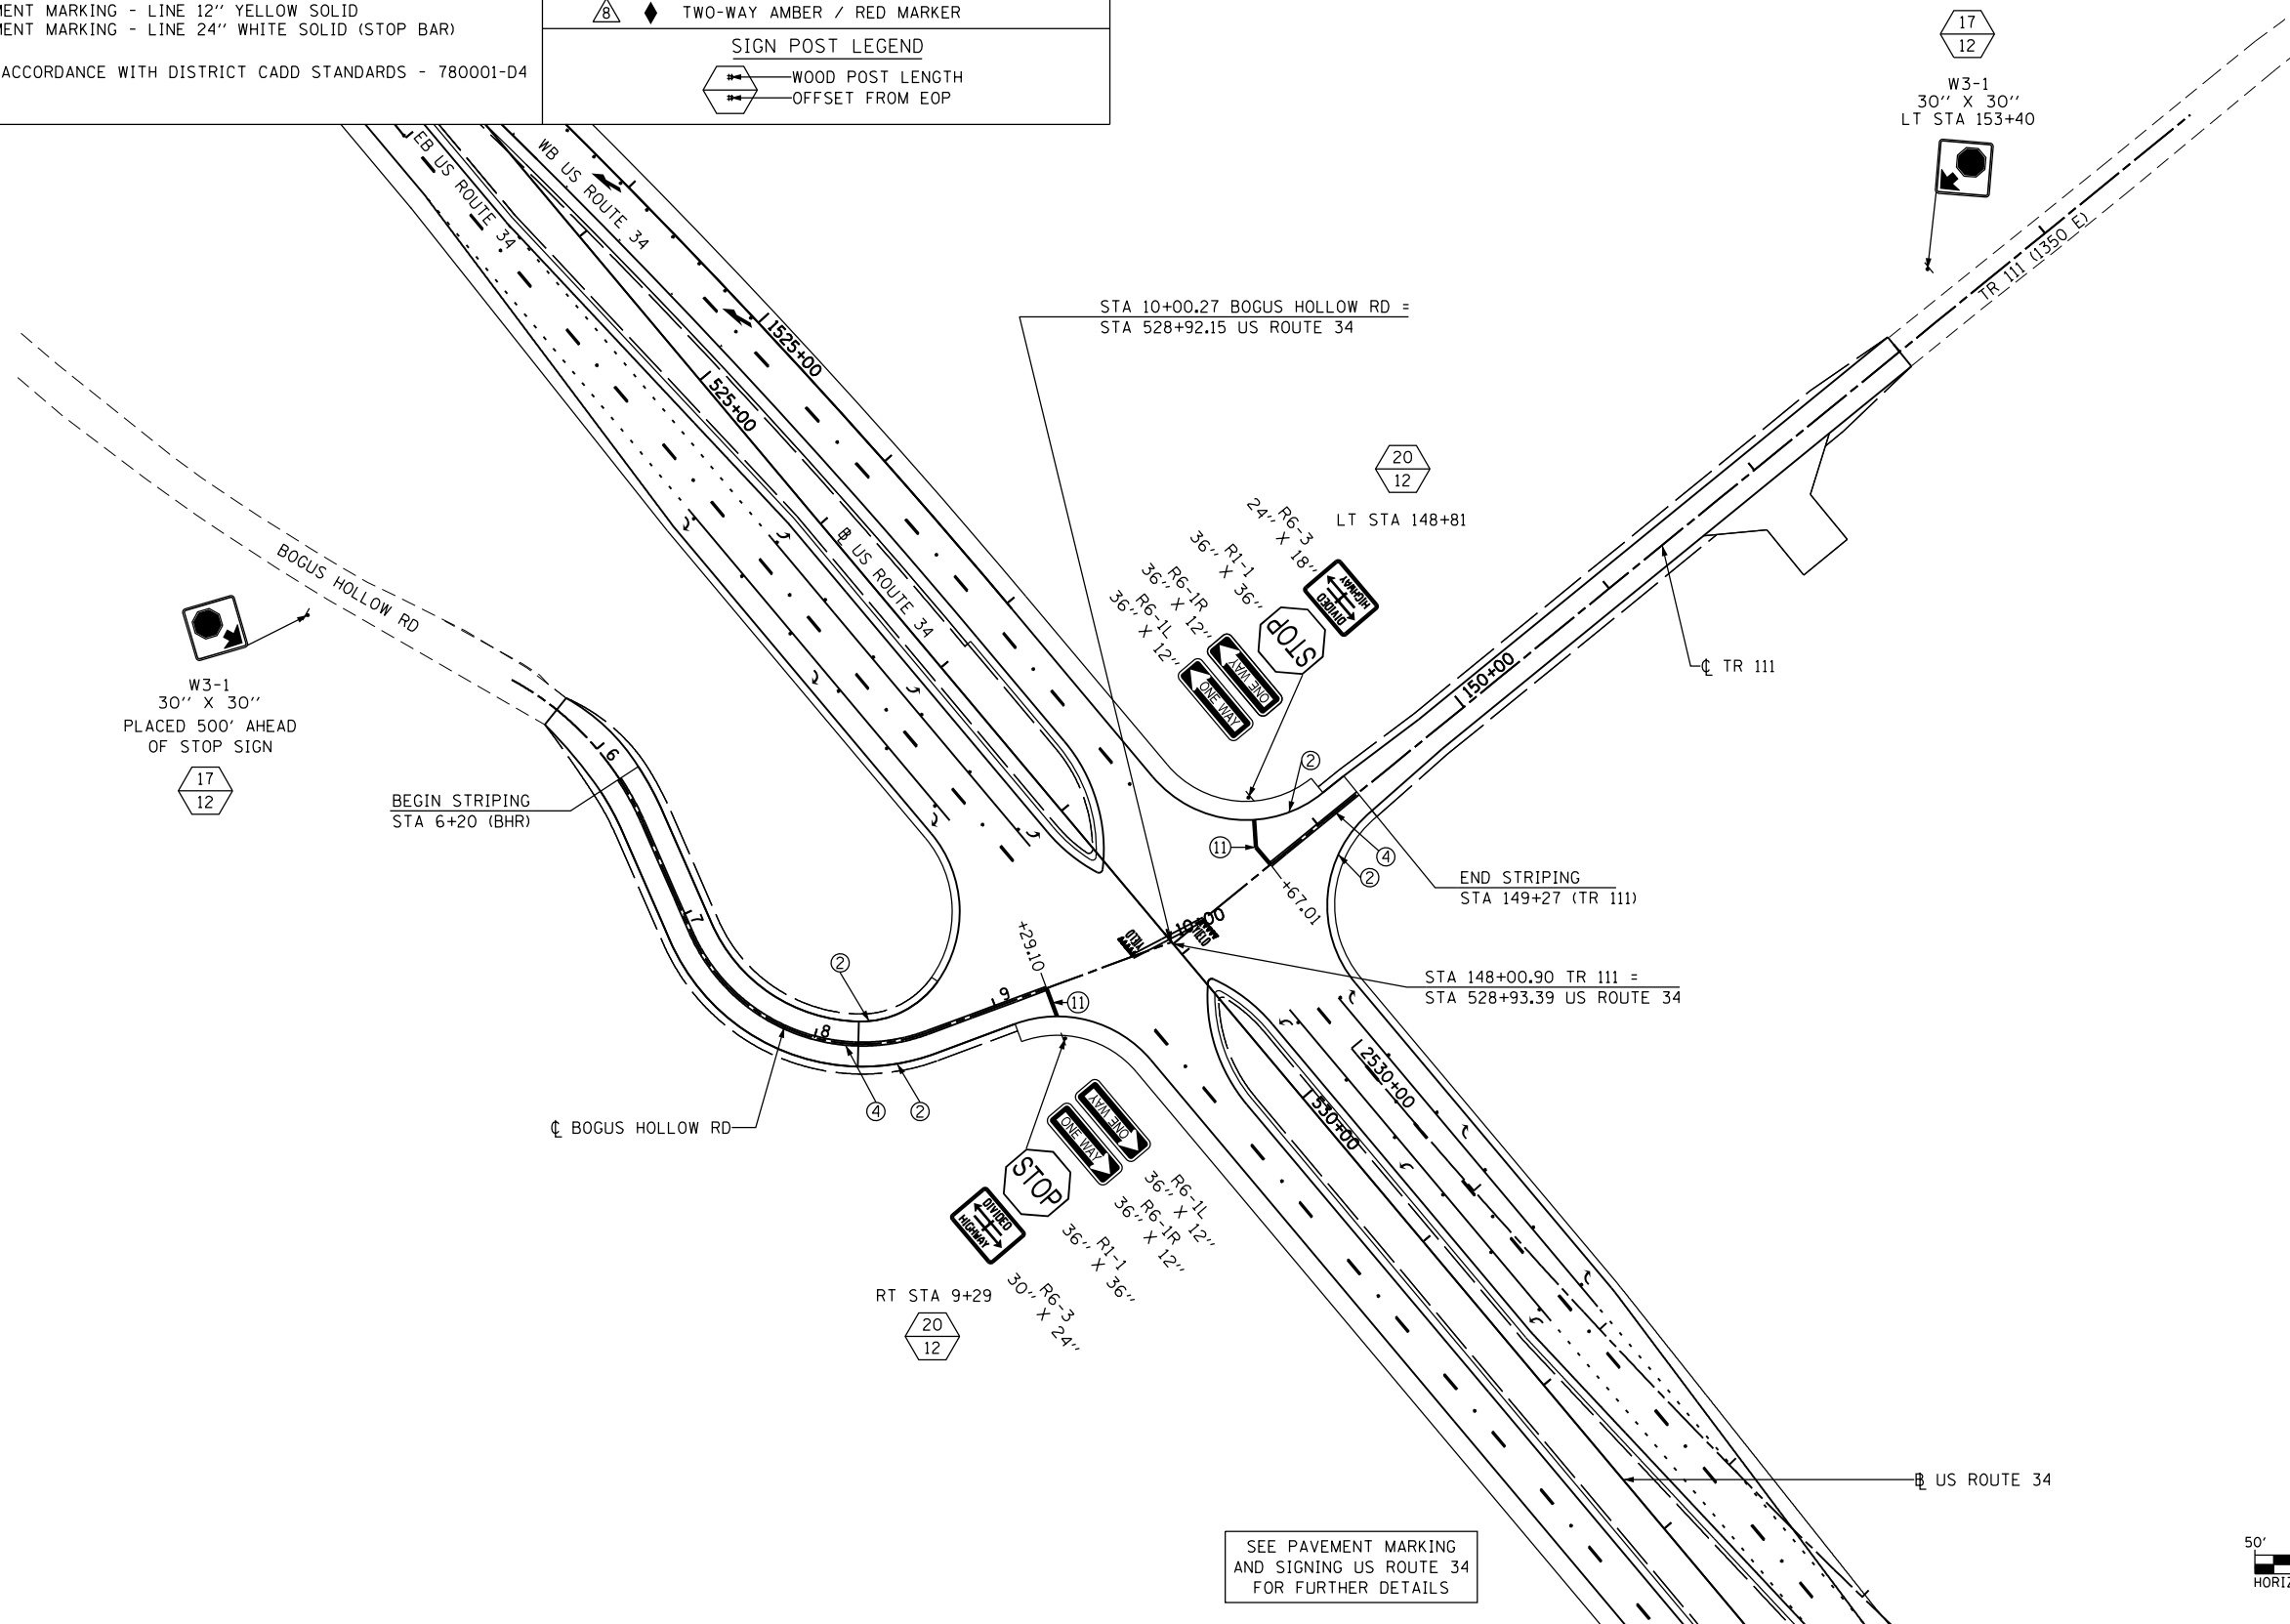 MENT MARKING - LINE 12'' YELLOW SOLID
MENT MARKING - LINE 24'' WHITE SOLID (STOP BAR)
ACCORDANCE WITH DISTRICT CADD STANDARDS - 780001-D4
8 TWO-WAY AMBER / RED MARKER
SIGN POST LEGEND
# WOOD POST LENGTH
# OFFSET FROM EOP
17
12
W3-1
30'' X 30''
LT STA 153+40
EB US ROUTE 34
WB US ROUTE 34
TR 111 (1350 E)
STA 10+00.27 BOGUS HOLLOW RD =
STA 528+92.15 US ROUTE 34
1525+00
525+00
℄ US ROUTE 34
20
12
LT STA 148+81
R6-3
24'' X 18''
R1-1
36'' X 36''
R6-1R
36'' X 12''
R6-1L
36'' X 12''
DIVIDED
HIGHWAY
STOP
ONE WAY
ONE WAY
BOGUS HOLLOW RD
W3-1
30'' X 30''
PLACED 500' AHEAD
OF STOP SIGN
17
12
150+00
℄ TR 111
6
BEGIN STRIPING
STA 6+20 (BHR)
2
11
4
2
END STRIPING
STA 149+27 (TR 111)
+67.01
7
10+00
YIELD
YIELD
+29.10
2
STA 148+00.90 TR 111 =
STA 528+93.39 US ROUTE 34
9
11
8
2530+00
530+00
4
2
℄ BOGUS HOLLOW RD
ONE WAY
ONE WAY
STOP
DIVIDED
HIGHWAY
R6-1L
36'' X 12''
R6-1R
36'' X 12''
R1-1
36'' X 36''
R6-3
30'' X 24''
RT STA 9+29
20
12
℄ US ROUTE 34
SEE PAVEMENT MARKING
AND SIGNING US ROUTE 34
FOR FURTHER DETAILS
50'
HORIZ